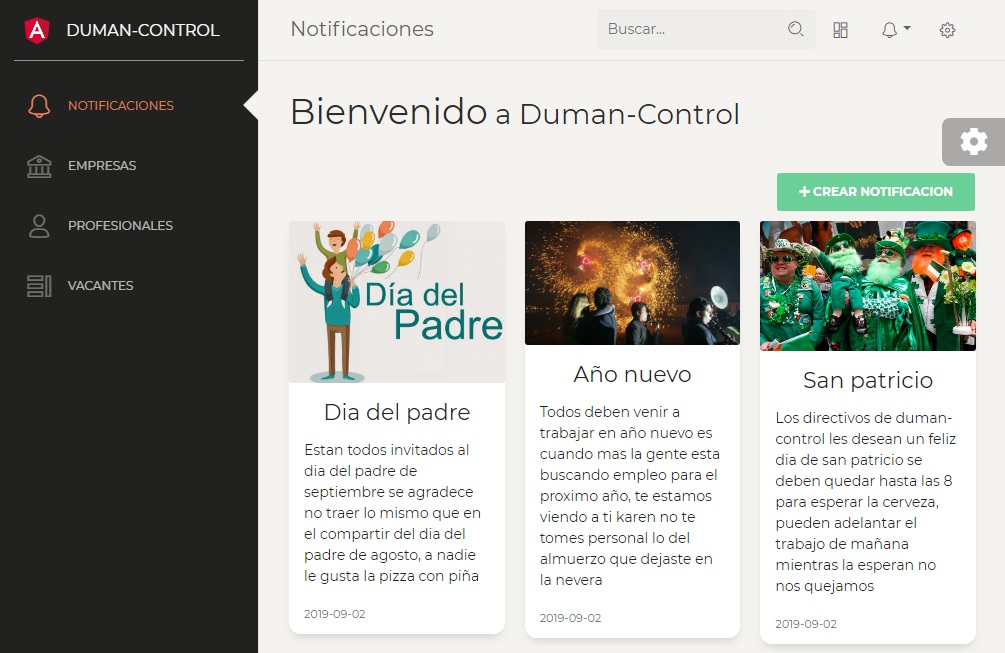 A DUMAN-CONTROL
NOTIFICACIONES
EMPRESAS
PROFESIONALES
VACANTES
Notificaciones
Buscar...
Bienvenido a Duman-Control
+ CREAR NOTIFICACION
Día del
Padre
Dia del padre
Estan todos invitados al
dia del padre de
septiembre se agradece
no traer lo mismo que en
el compartir del dia del
padre de agosto, a nadie
le gusta la pizza con piña
2019-09-02
Año nuevo
Todos deben venir a
trabajar en año nuevo es
cuando mas la gente esta
buscando empleo para el
proximo año, te estamos
viendo a ti karen no te
tomes personal lo del
almuerzo que dejaste en
la nevera
2019-09-02
San patricio
Los directivos de duman-
control les desean un feliz
dia de san patricio se
deben quedar hasta las 8
para esperar la cerveza,
pueden adelantar el
trabajo de mañana
mientras la esperan no
nos quejamos
2019-09-02